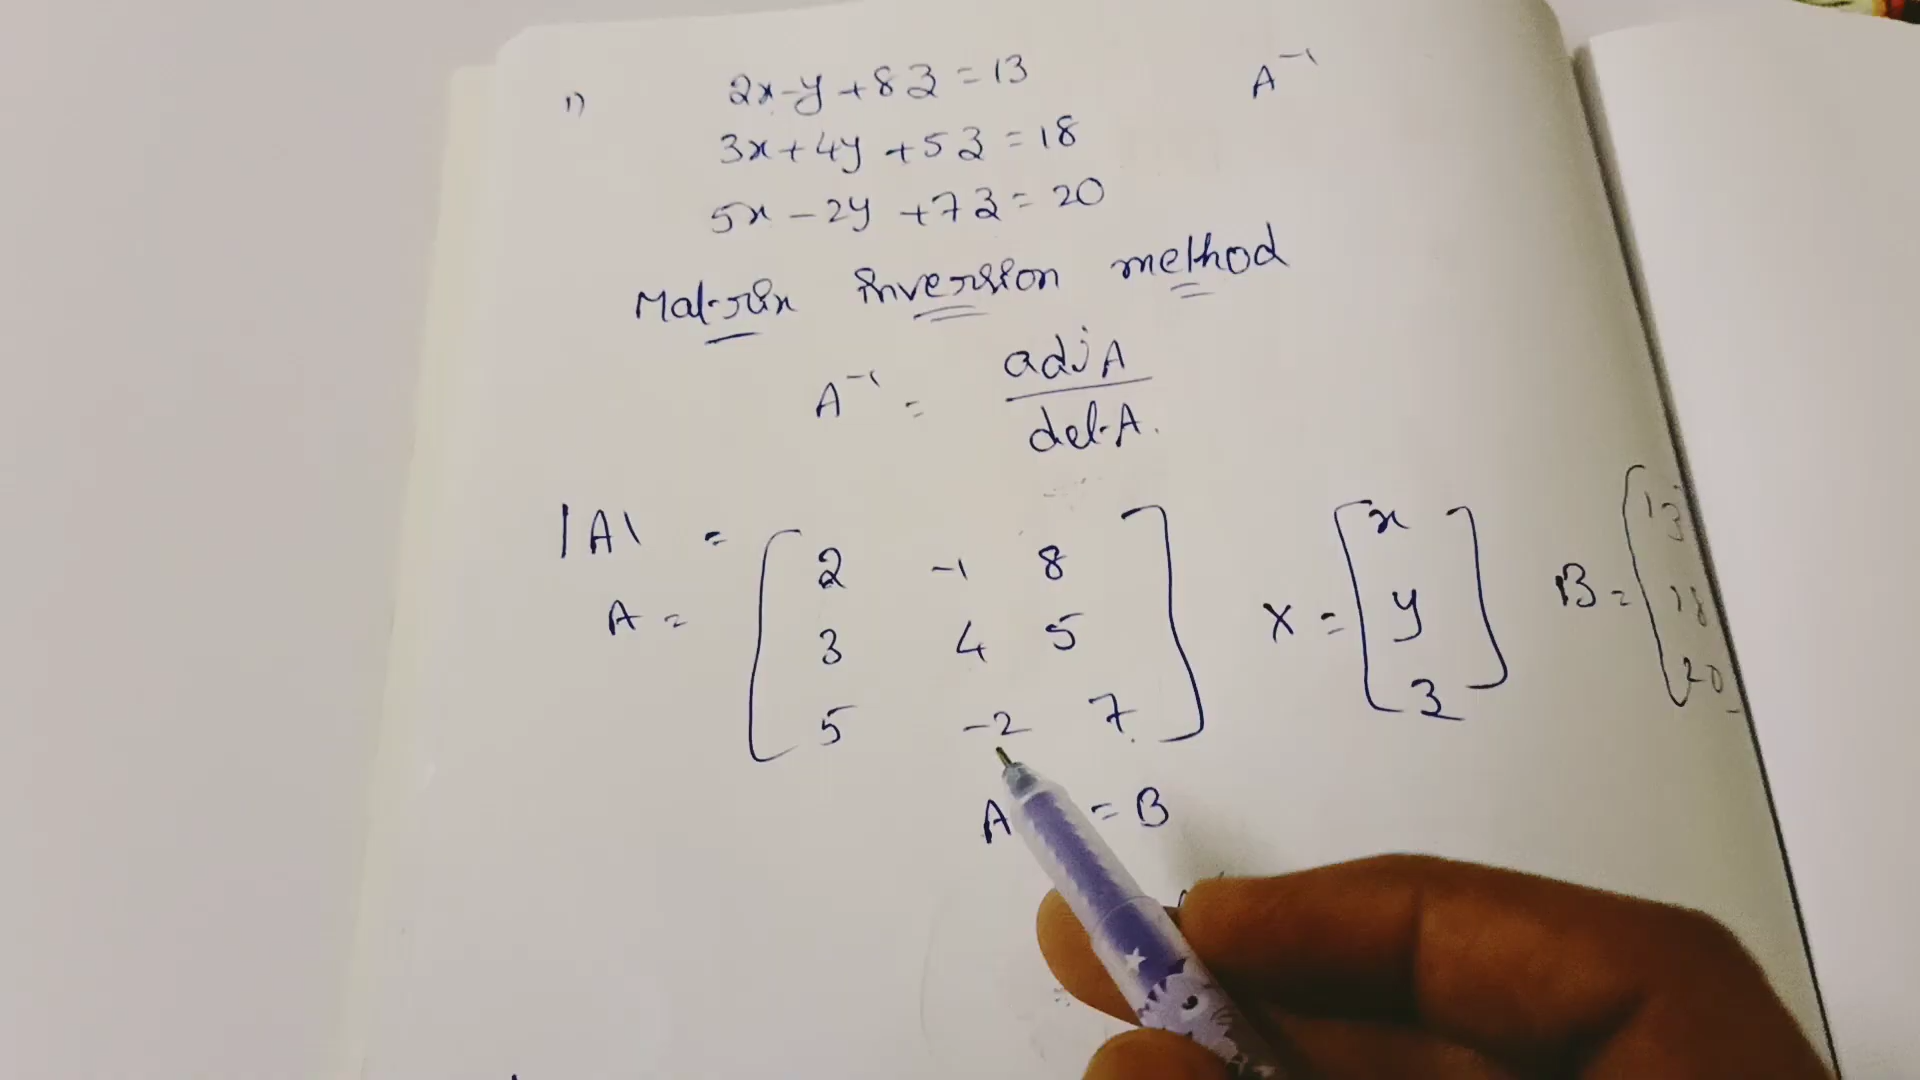 1) 2x-y+8z=13 A⁻¹
3x+4y+5z=18
5x-2y+7z=20
Matrix inversion method
A⁻¹ = adj A / det A.
|A| =
A = [ 2 -1 8
3 4 5
5 -2 7 ]
X = [ x
y
z ]
B = [ 13
18
20 ]
A = B